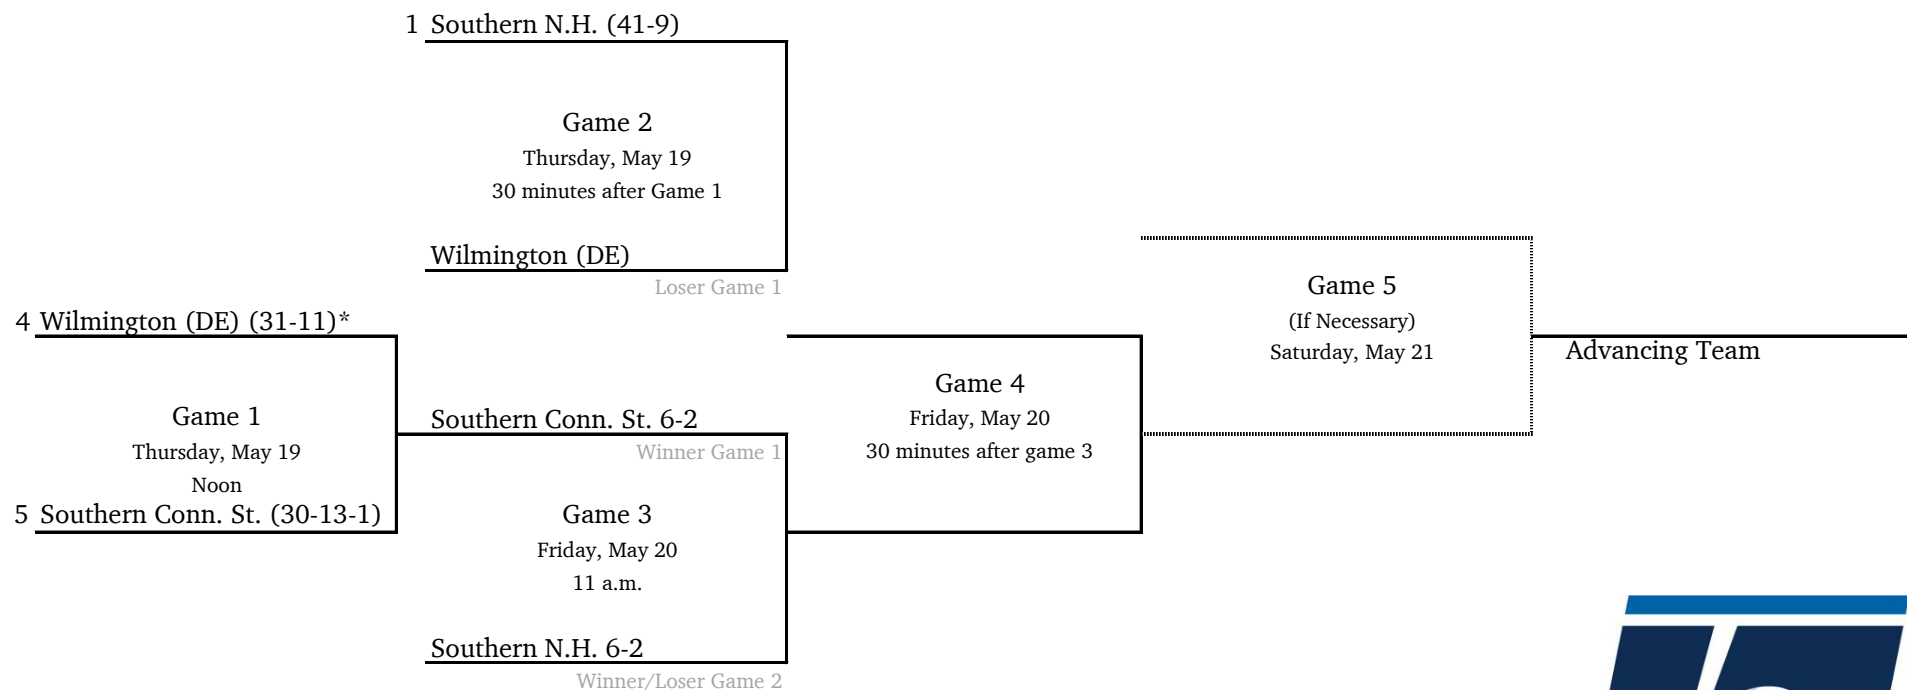 1 Southern N.H. (41-9)
Game 2
Thursday, May 19
30 minutes after Game 1
Wilmington (DE)
Loser Game 1
4 Wilmington (DE) (31-11)*
Game 1
Thursday, May 19
Noon
5 Southern Conn. St. (30-13-1)
Southern Conn. St. 6-2
Winner Game 1
Game 3
Friday, May 20
11 a.m.
Southern N.H. 6-2
Winner/Loser Game 2
Game 4
Friday, May 20
30 minutes after game 3
Game 5
(If Necessary)
Saturday, May 21
Advancing Team